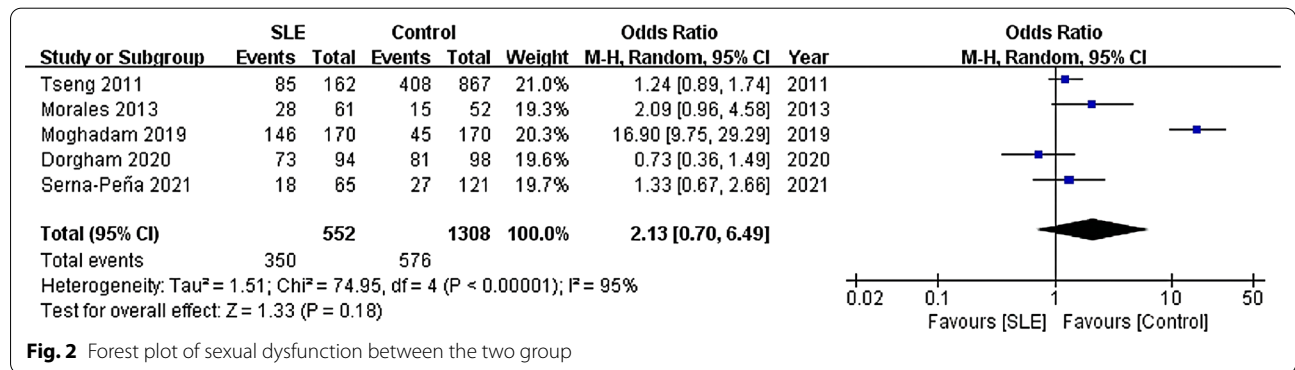 SLE Control Odds Ratio Odds Ratio
Study or Subgroup Events Total Events Total Weight M-H, Random, 95% CI Year M-H, Random, 95% CI
Tseng 2011 85 162 408 867 21.0% 1.24 [0.89, 1.74] 2011
Morales 2013 28 61 15 52 19.3% 2.09 [0.96, 4.58] 2013
Moghadam 2019 146 170 45 170 20.3% 16.90 [9.75, 29.29] 2019
Dorgham 2020 73 94 81 98 19.6% 0.73 [0.36, 1.49] 2020
Serna-Peña 2021 18 65 27 121 19.7% 1.33 [0.67, 2.66] 2021
Total (95% CI) 552 1308 100.0% 2.13 [0.70, 6.49]
Total events 350 576
Heterogeneity: Tau² = 1.51; Chi² = 74.95, df = 4 (P < 0.00001); I² = 95%
Test for overall effect: Z = 1.33 (P = 0.18)
0.02 0.1 1 10 50
Favours [SLE] Favours [Control]
Fig. 2 Forest plot of sexual dysfunction between the two group